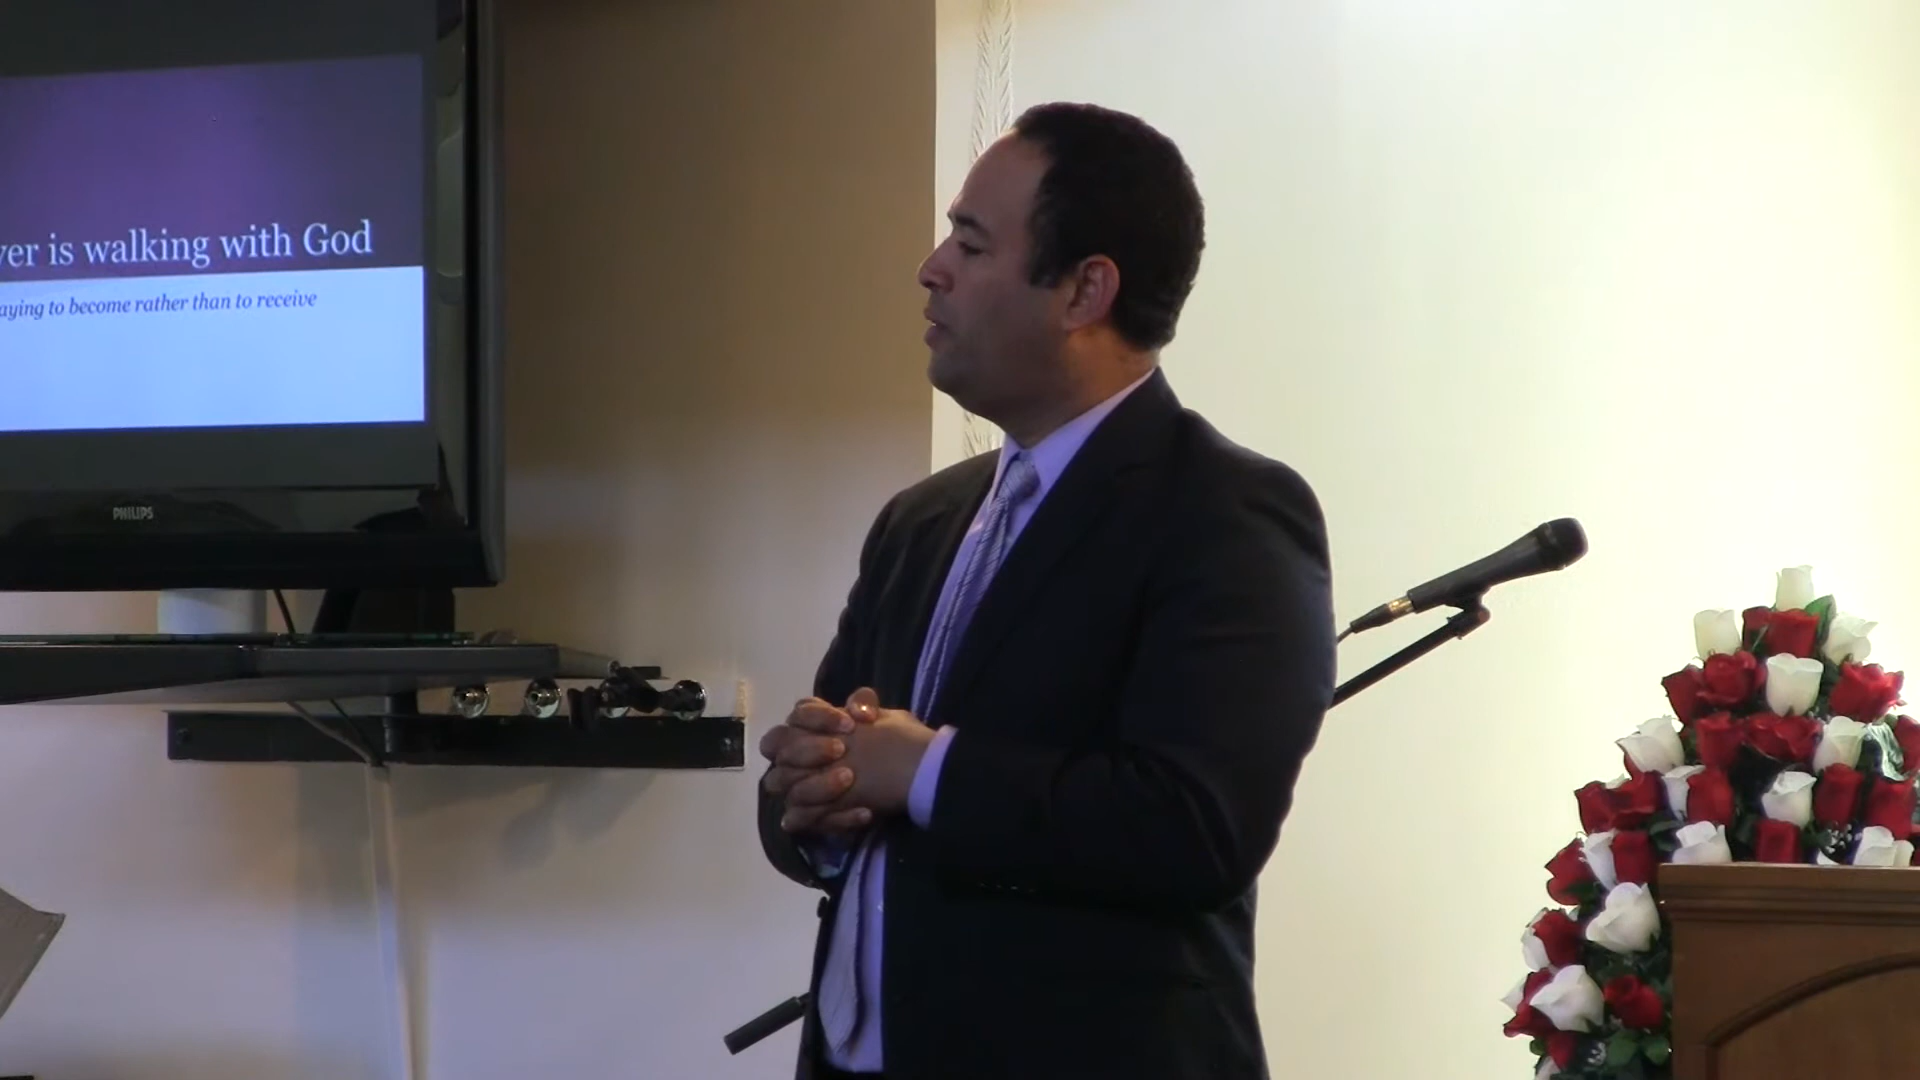 ver is walking with God
aying to become rather than to receive
PHILIPS